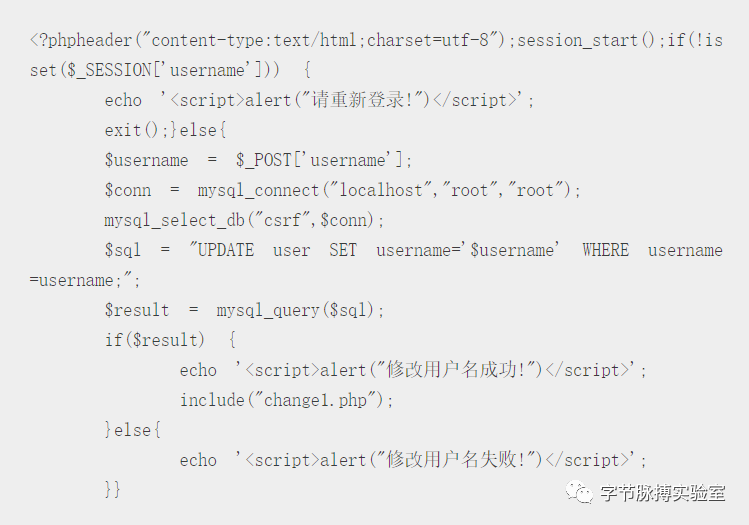 <?phpheader("content-type:text/html;charset=utf-8");session_start();if(!is
set($_SESSION['username'])) {
echo '<script>alert("请重新登录!")</script>';
exit();}else{
$username = $_POST['username'];
$conn = mysql_connect("localhost","root","root");
mysql_select_db("csrf",$conn);
$sql = "UPDATE user SET username='$username' WHERE username
=username;";
$result = mysql_query($sql);
if($result) {
echo '<script>alert("修改用户名成功!")</script>';
include("change1.php");
}else{
echo '<script>alert("修改用户名失败!")</script>';
}}
字节脉搏实验室